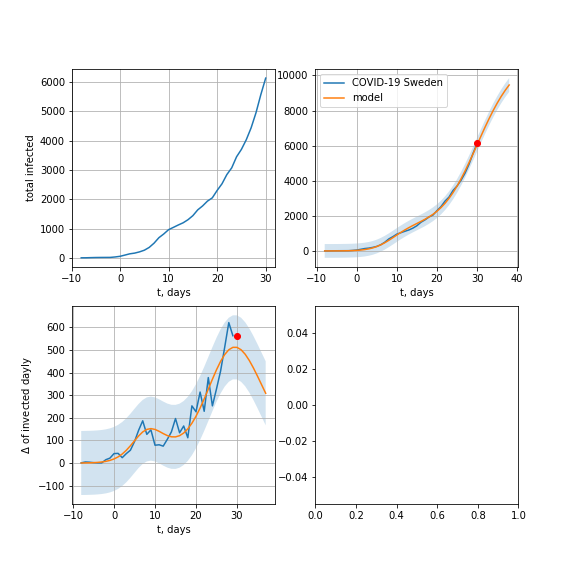 6000
5000
4000
3000
2000
1000
0
−10 0 10 20 30
t, days
total infected
10000
8000
6000
4000
2000
0
−10 0 10 20 30 40
t, days
COVID-19 Sweden
model
600
500
400
300
200
100
0
−100
−10 0 10 20 30
t, days
Δ of invected dayly
0.04
0.02
0.00
−0.02
−0.04
0.0 0.2 0.4 0.6 0.8 1.0